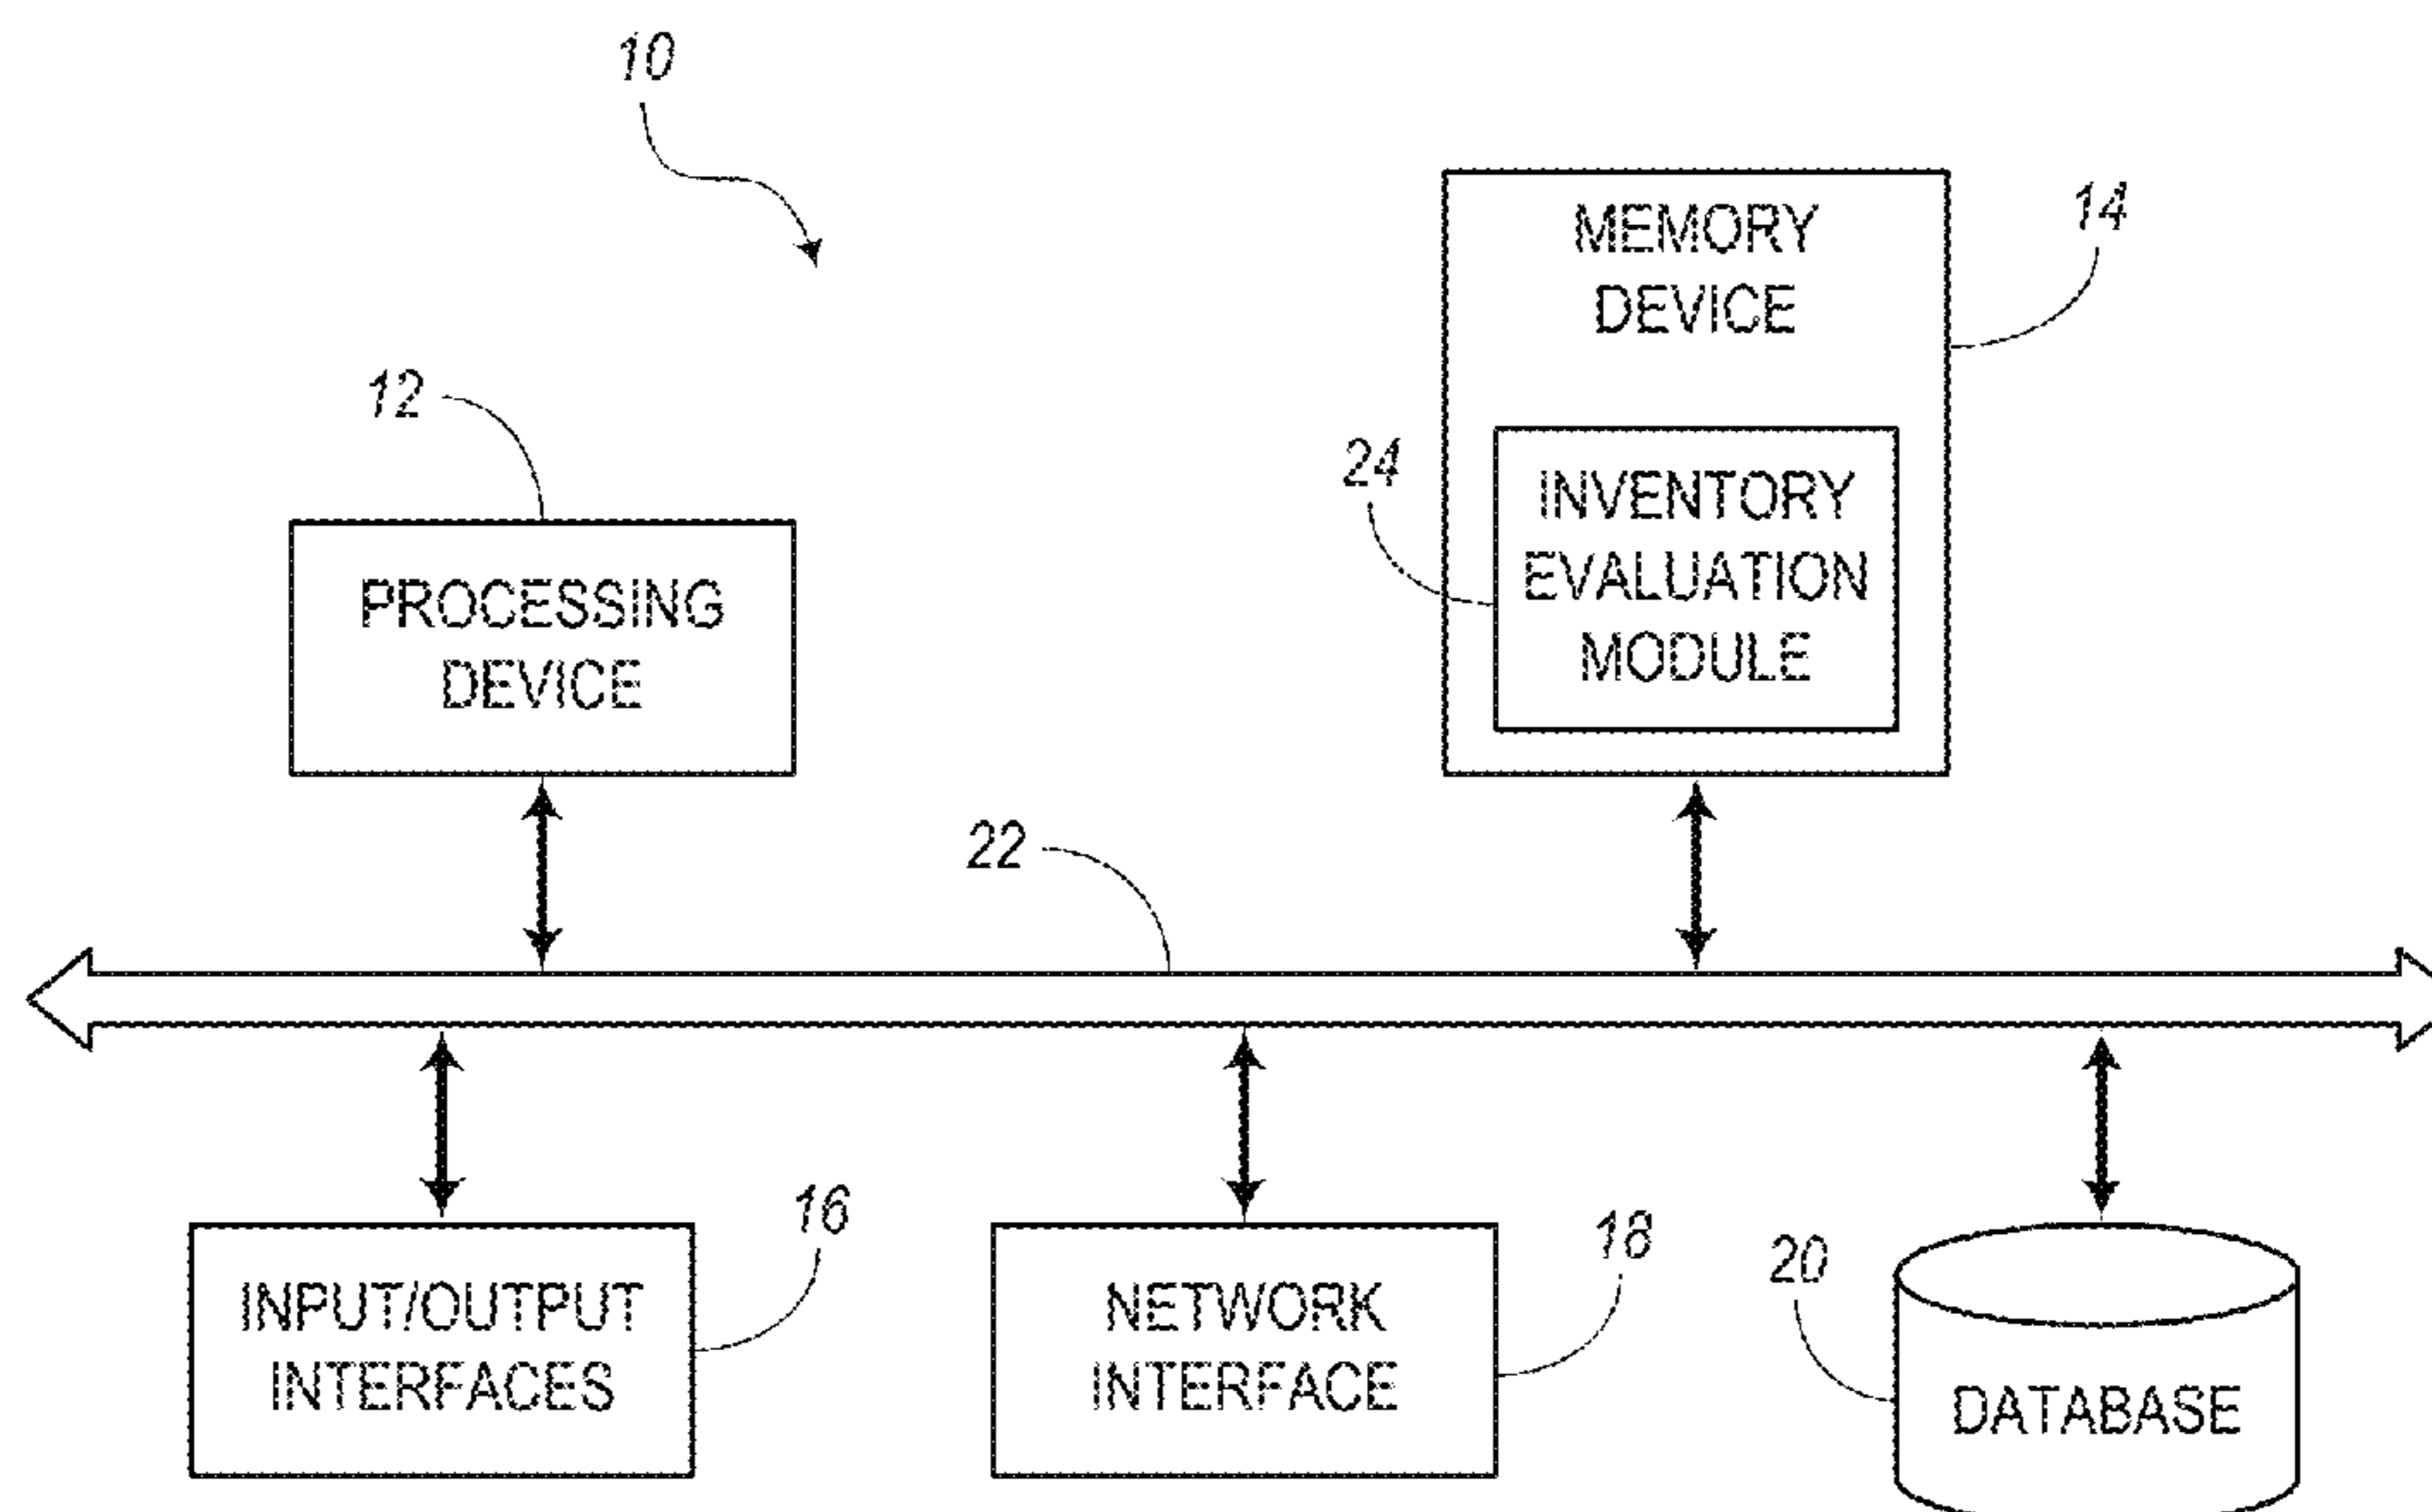 10
14
MEMORY
DEVICE
12
24
INVENTORY
EVALUATION
MODULE
PROCESSING
DEVICE
22
16
18
20
INPUT/OUTPUT
INTERFACES
NETWORK
INTERFACE
DATABASE